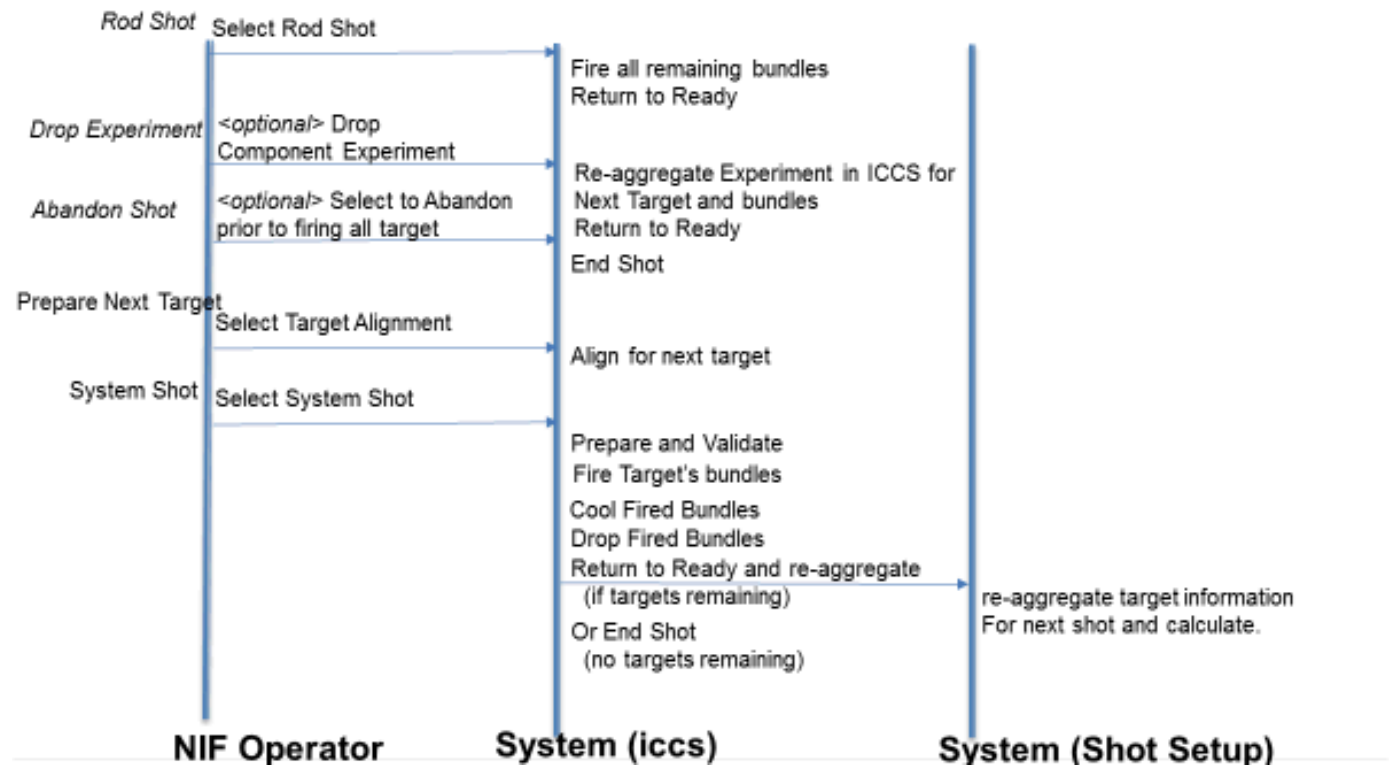 Rod Shot
Select Rod Shot
Fire all remaining bundles
Return to Ready
Drop Experiment
<optional> Drop
Component Experiment
Re-aggregate Experiment in ICCS for
Next Target and bundles
Return to Ready
Abandon Shot
<optional> Select to Abandon
prior to firing all target
End Shot
Prepare Next Target
Select Target Alignment
Align for next target
System Shot
Select System Shot
Prepare and Validate
Fire Target's bundles
Cool Fired Bundles
Drop Fired Bundles
Return to Ready and re-aggregate
(if targets remaining)
Or End Shot
(no targets remaining)
re-aggregate target information
For next shot and calculate.
NIF Operator
System (iccs)
System (Shot Setup)